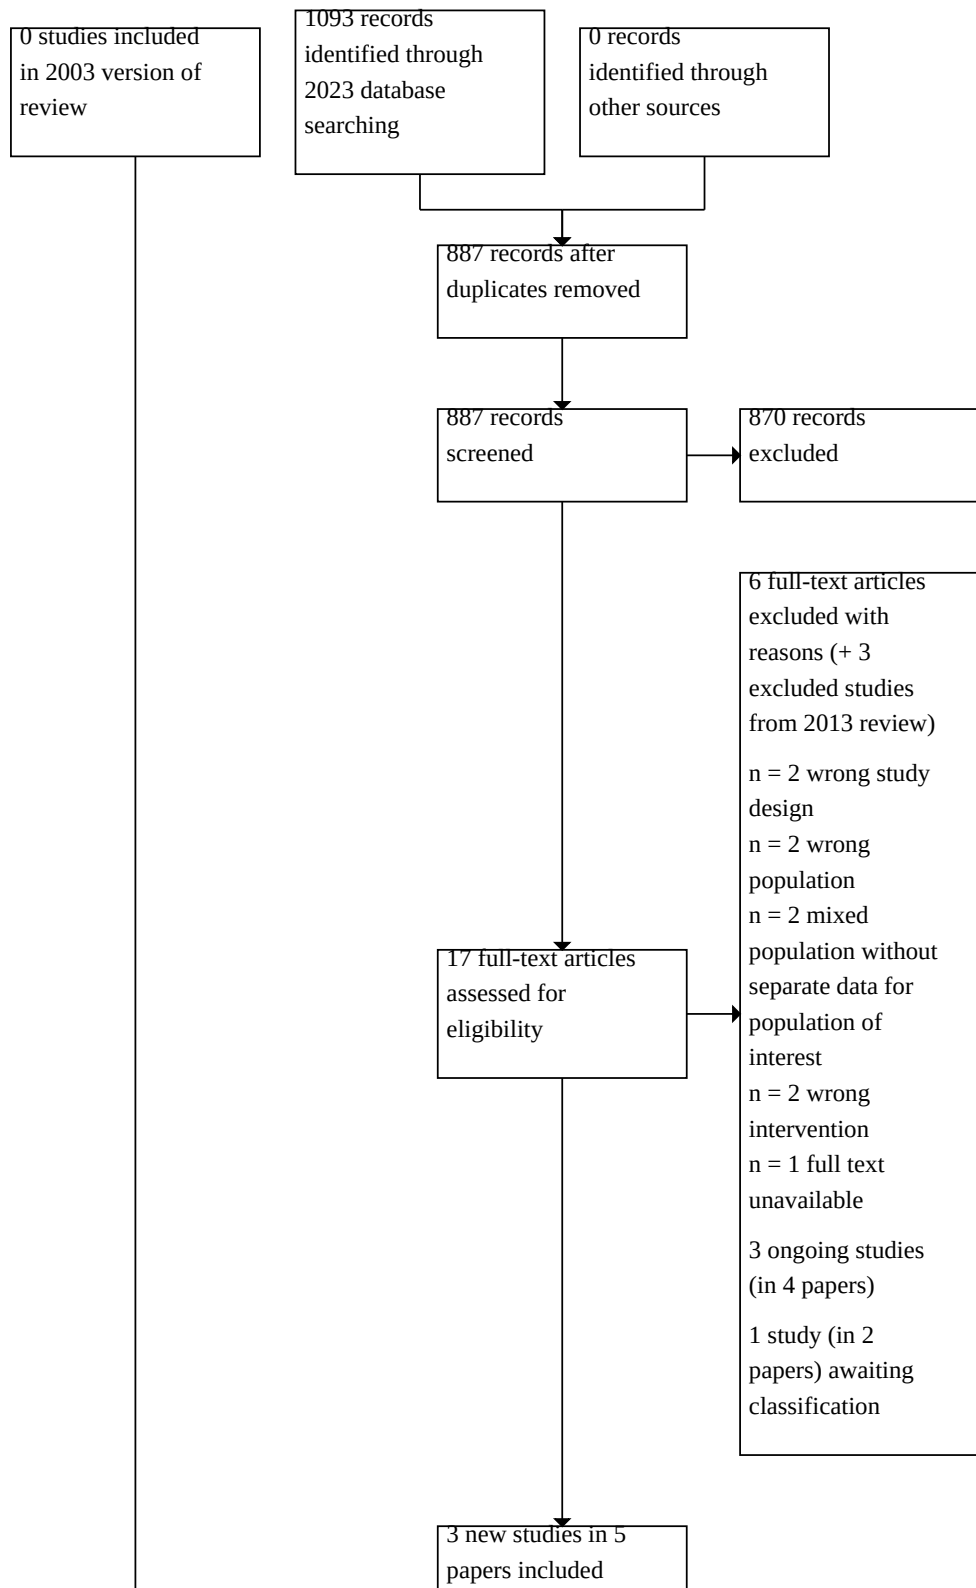 0 studies included
in 2003 version of
review
1093 records
identified through
2023 database
searching
0 records
identified through
other sources
887 records after
duplicates removed
887 records
screened
870 records
excluded
6 full-text articles
excluded with
reasons (+ 3
excluded studies
from 2013 review)
n = 2 wrong study
design
n = 2 wrong
population
n = 2 mixed
population without
separate data for
population of
interest
n = 2 wrong
intervention
n = 1 full text
unavailable
3 ongoing studies
(in 4 papers)
1 study (in 2
papers) awaiting
classification
17 full-text articles
assessed for
eligibility
3 new studies in 5
papers included